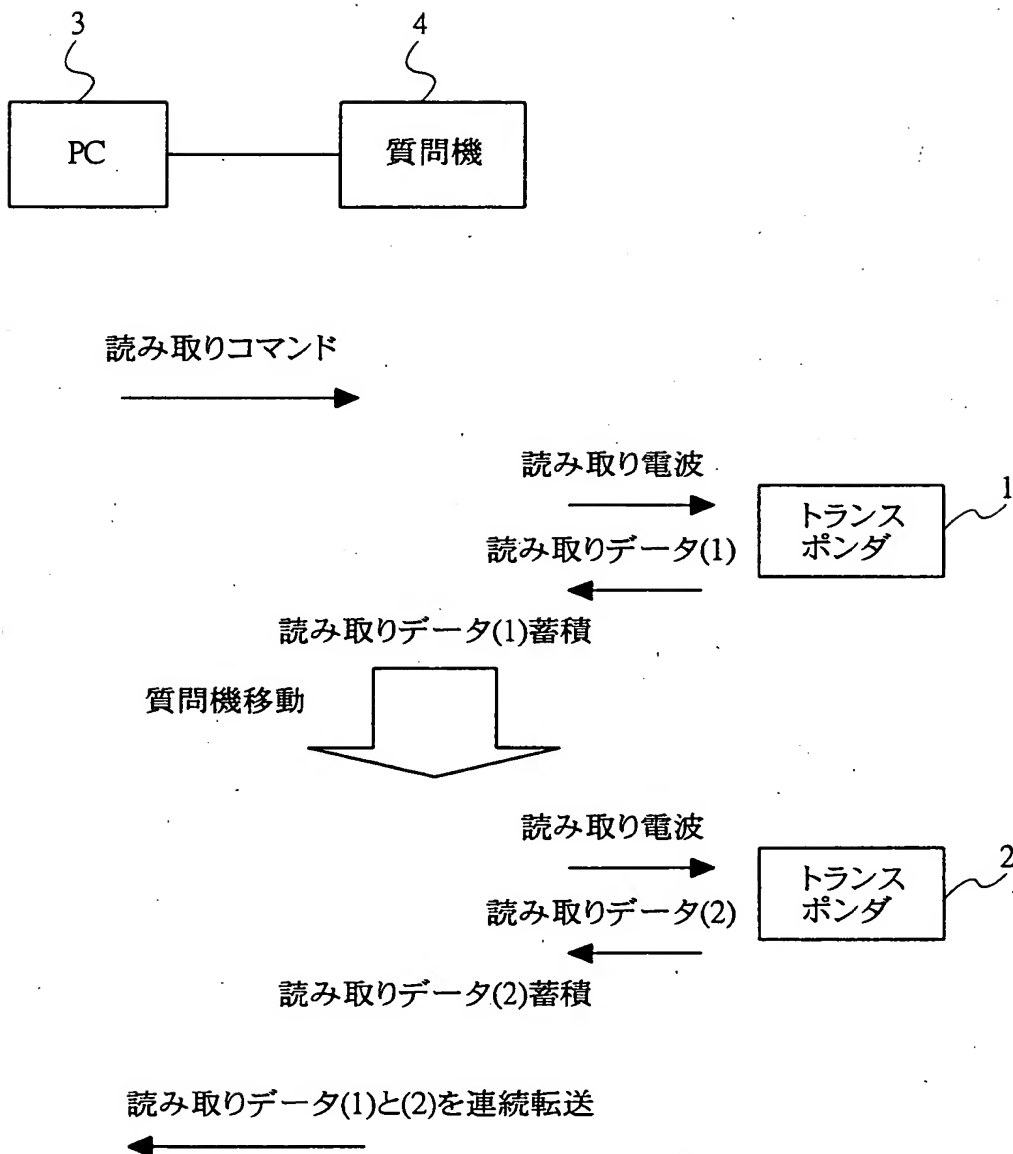 3
4
PC
質問機
読み取りコマンド
読み取り電波
トランス
ポンダ
1
読み取りデータ(1)
読み取りデータ(1)蓄積
質問機移動
読み取り電波
トランス
ポンダ
2
読み取りデータ(2)
読み取りデータ(2)蓄積
読み取りデータ(1)と(2)を連続転送